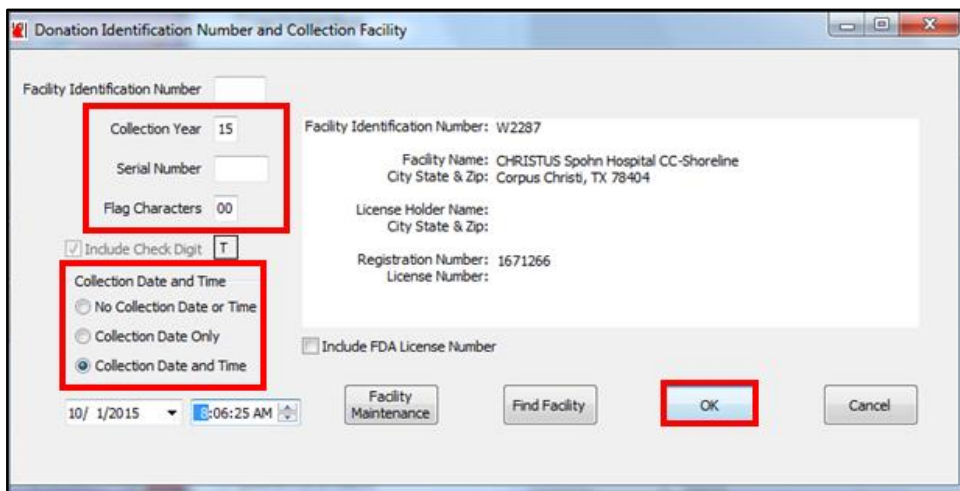 Donation Identification Number and Collection Facility
Facility Identification Number
Collection Year 15
Serial Number
Flag Characters 00
Include Check Digit T
Collection Date and Time
No Collection Date or Time
Collection Date Only
Collection Date and Time
10/ 1/2015 8:06:25 AM
Facility Identification Number: W2287
Facility Name: CHRISTUS Spohn Hospital CC-Shoreline
City State & Zip: Corpus Christi, TX 78404
License Holder Name:
City State & Zip:
Registration Number: 1671266
License Number:
Include FDA License Number
Facility Maintenance
Find Facility
OK
Cancel